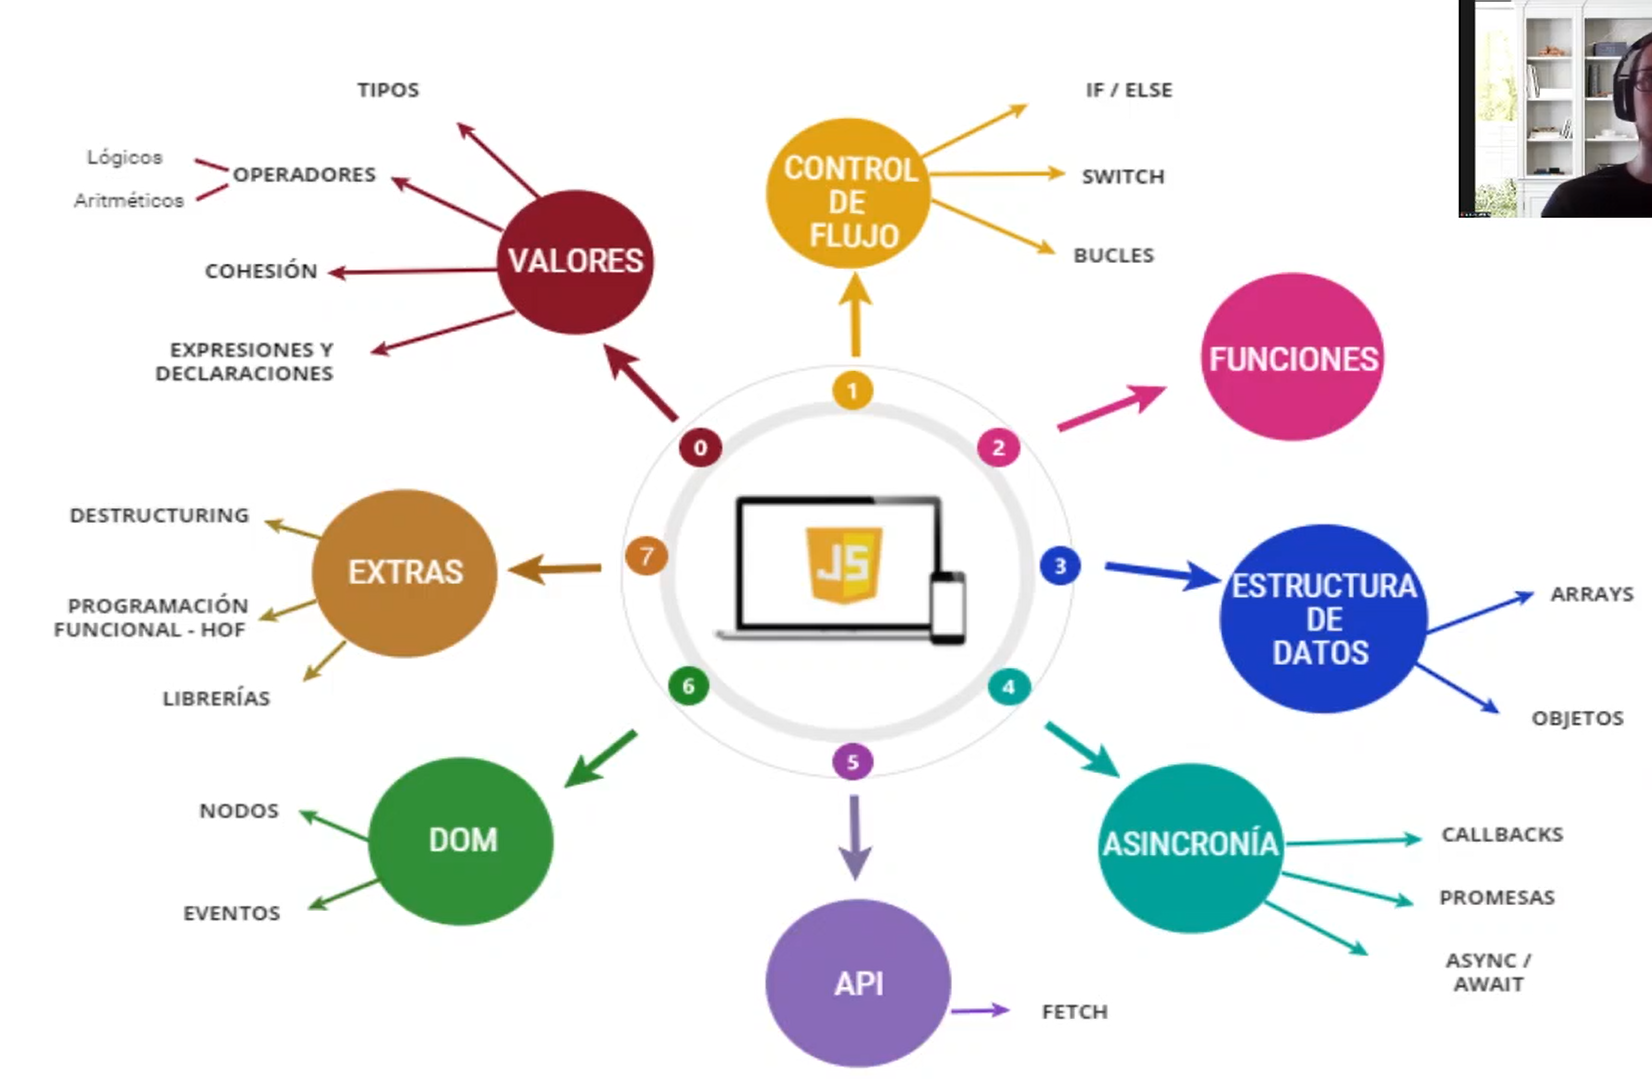 TIPOS
Lógicos
OPERADORES
Aritméticos
COHESIÓN
EXPRESIONES Y
DECLARACIONES
VALORES
0
CONTROL
DE
FLUJO
IF / ELSE
SWITCH
BUCLES
1
FUNCIONES
2
ESTRUCTURA
DE
DATOS
ARRAYS
OBJETOS
3
ASINCRONÍA
CALLBACKS
PROMESAS
ASYNC /
AWAIT
4
5
API
FETCH
6
DOM
NODOS
EVENTOS
7
EXTRAS
DESTRUCTURING
PROGRAMACIÓN
FUNCIONAL - HOF
LIBRERÍAS
JS